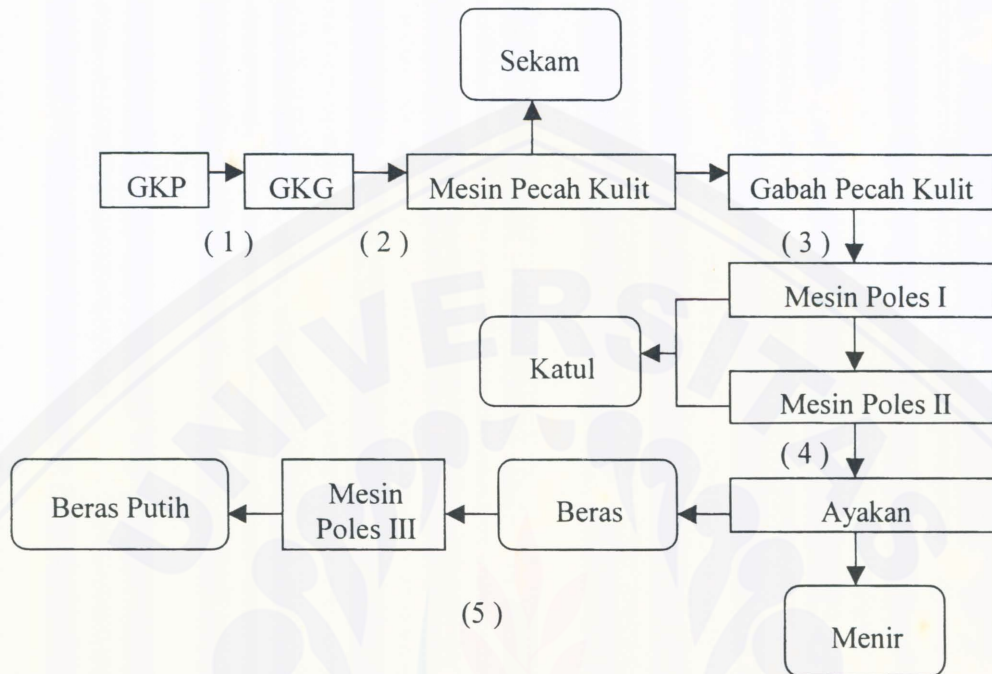 Sekam
GKP
GKG
Mesin Pecah Kulit
Gabah Pecah Kulit
( 1 )
( 2 )
( 3 )
Mesin Poles I
Katul
Mesin Poles II
( 4 )
Beras Putih
Mesin
Poles III
Beras
Ayakan
( 5 )
Menir
UNIVERSITAS